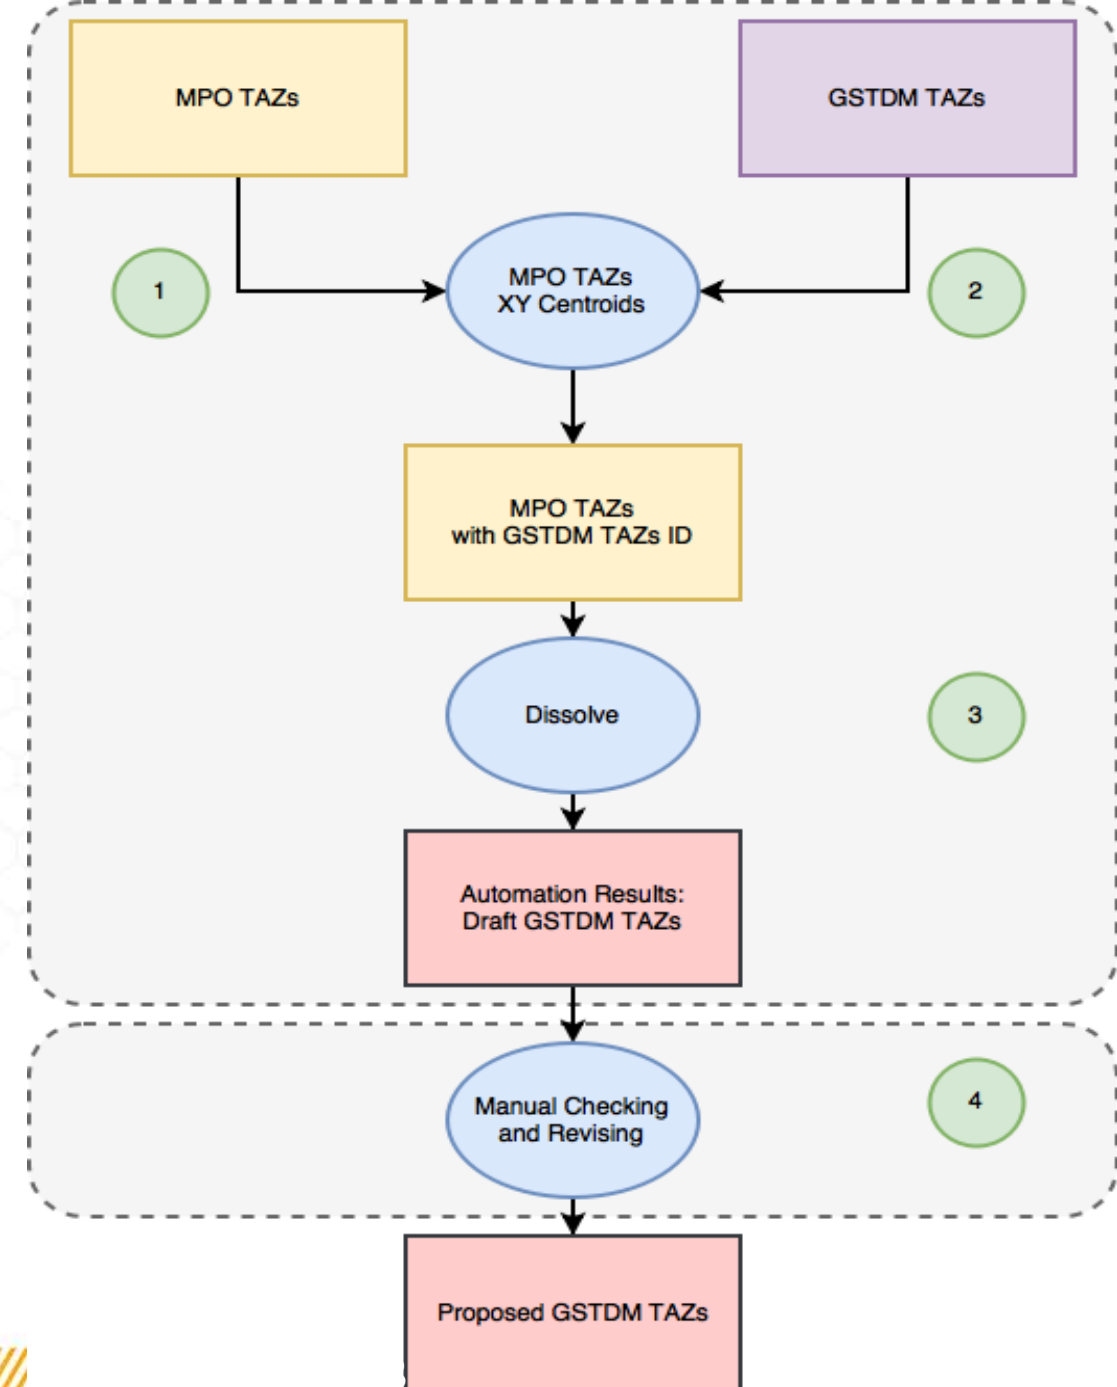 MPO TAZs
GSTDM TAZs
1
MPO TAZs
XY Centroids
2
MPO TAZs
with GSTDM TAZs ID
Dissolve
3
Automation Results:
Draft GSTDM TAZs
Manual Checking
and Revising
4
Proposed GSTDM TAZs